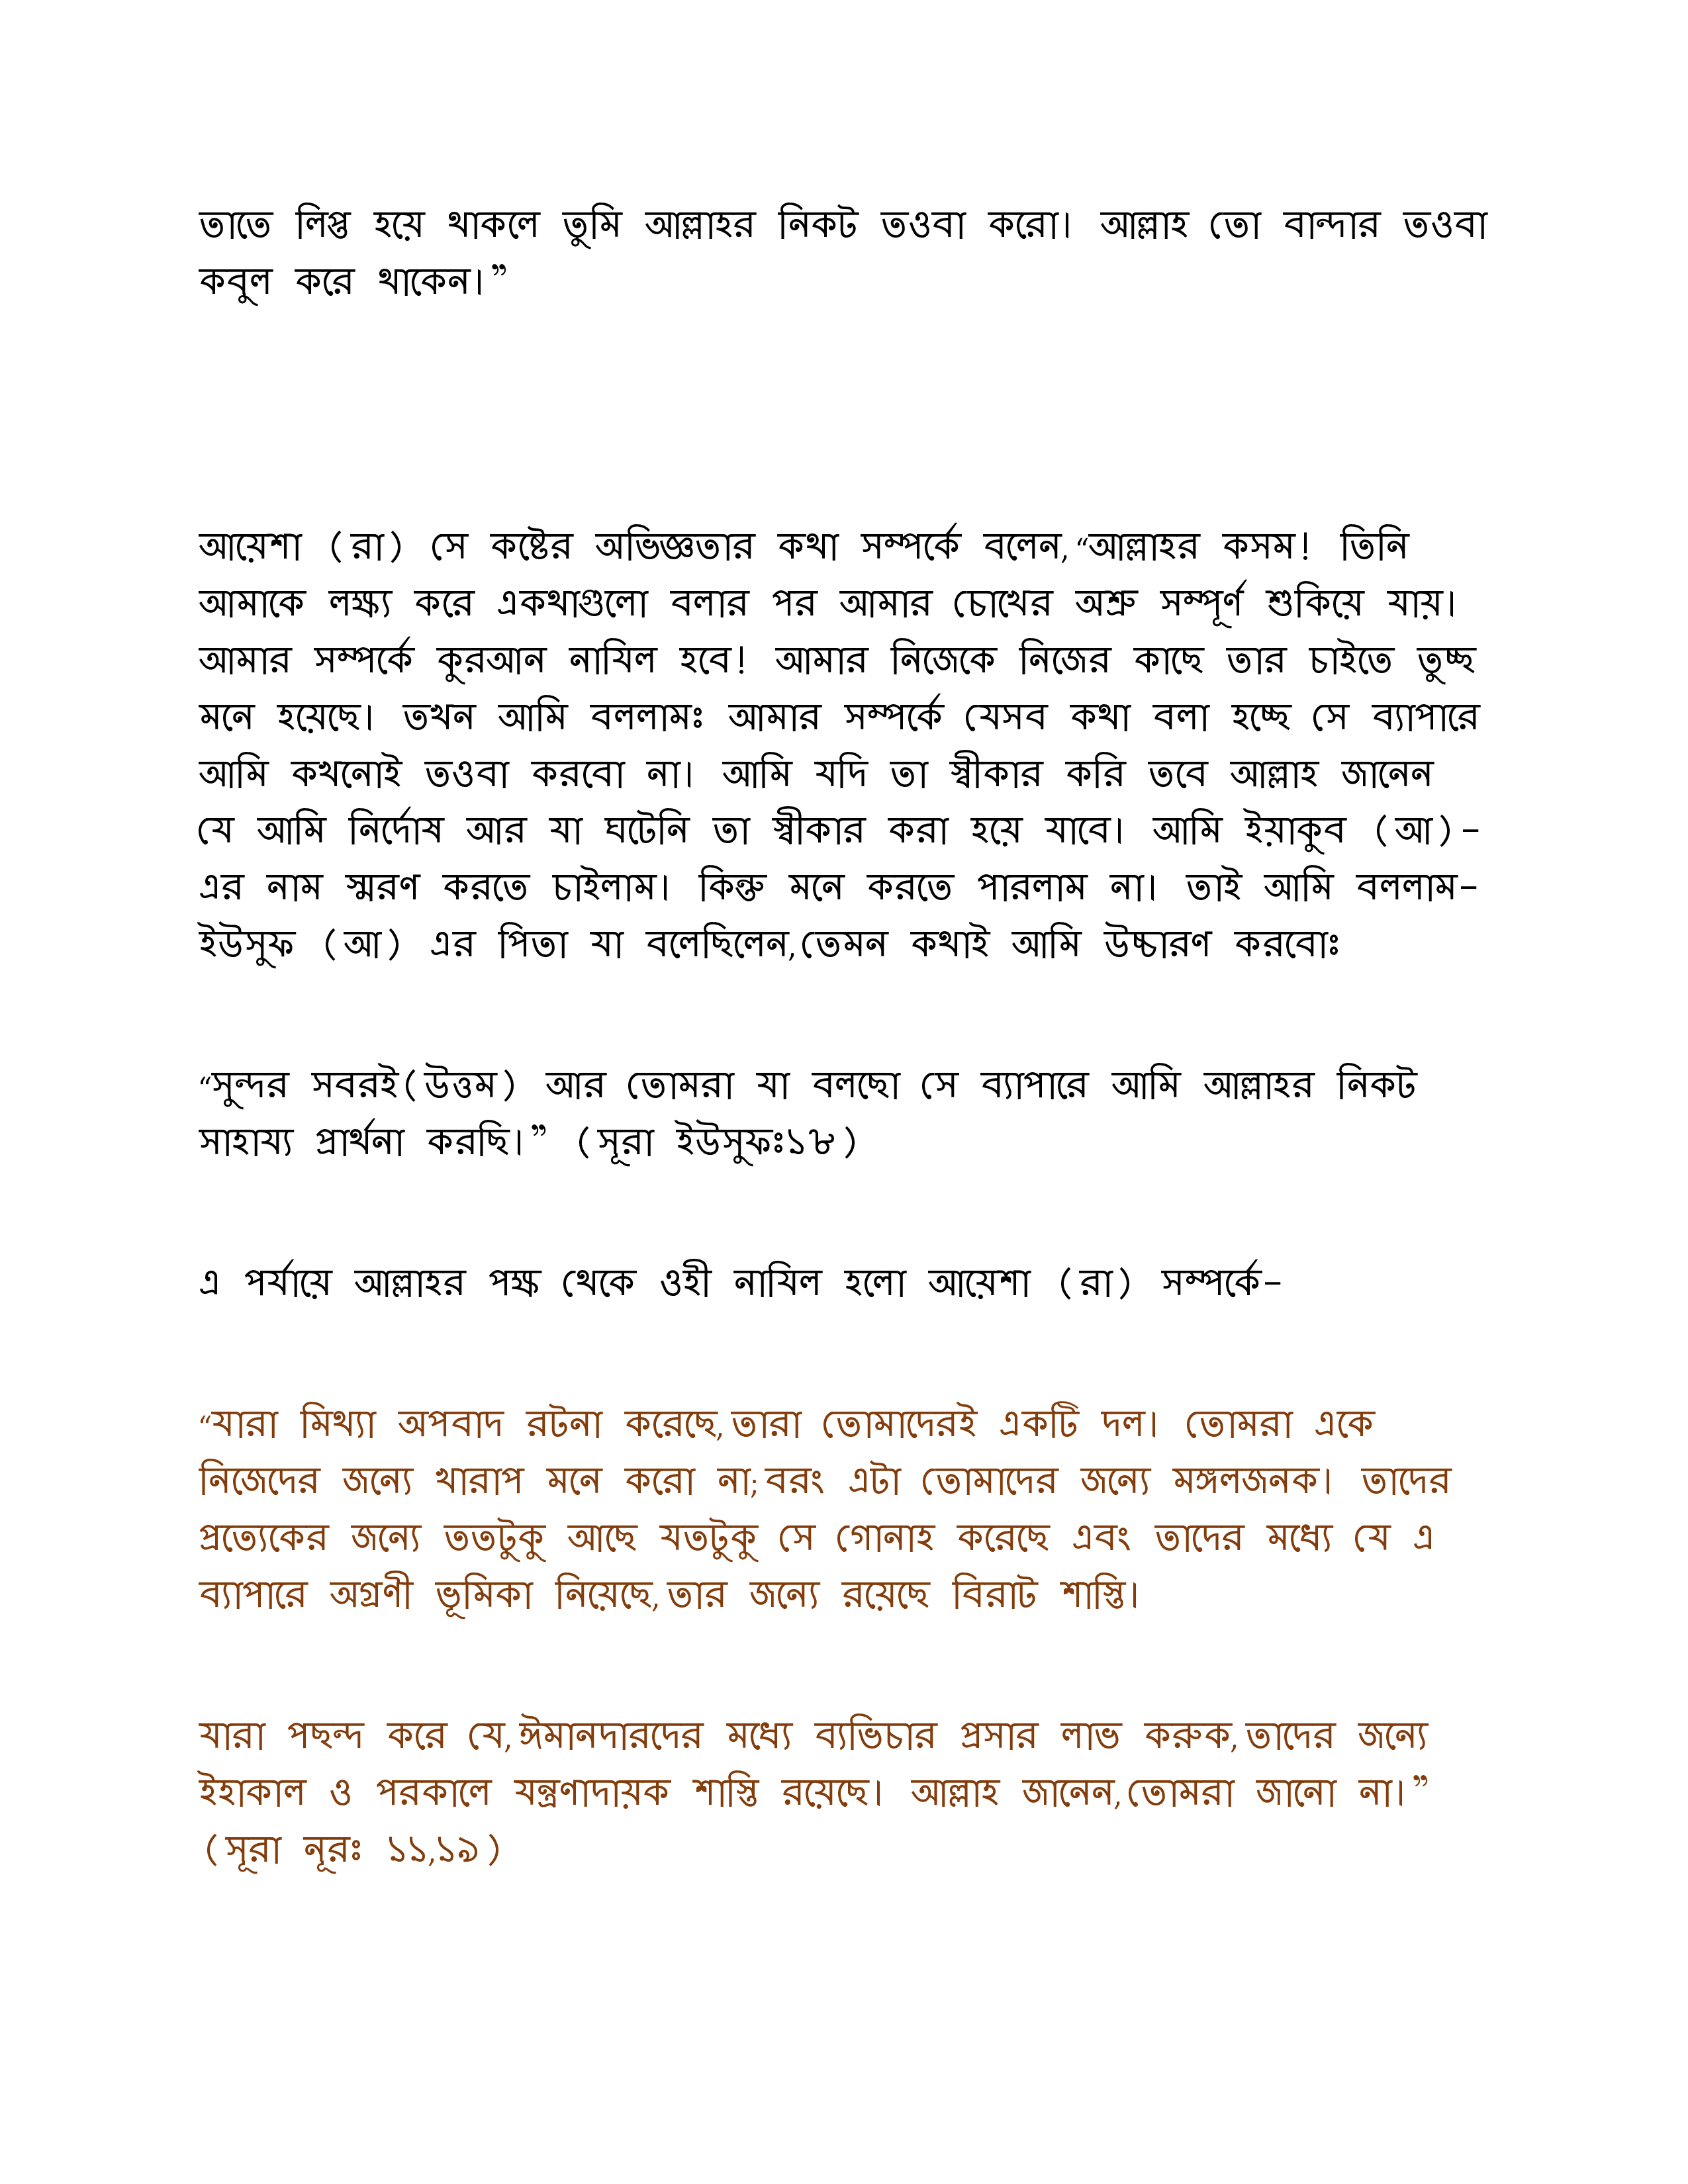 তাতে লিপ্ত হয়ে থাকলে তুমি আল্লাহর নিকট তওবা করো। আল্লাহ তো বান্দার তওবা
কবুল করে থাকেন।”
আয়েশা (রা) সে কষ্টের অভিজ্ঞতার কথা সম্পর্কে বলেন, “আল্লাহর কসম! তিনি
আমাকে লক্ষ্য করে একথাগুলো বলার পর আমার চোখের অশ্রু সম্পূর্ণ শুকিয়ে যায়।
আমার সম্পর্কে কুরআন নাযিল হবে! আমার নিজেকে নিজের কাছে তার চাইতে তুচ্ছ
মনে হয়েছে। তখন আমি বললামঃ আমার সম্পর্কে যেসব কথা বলা হচ্ছে সে ব্যাপারে
আমি কখনোই তওবা করবো না। আমি যদি তা স্বীকার করি তবে আল্লাহ জানেন
যে আমি নির্দোষ আর যা ঘটেনি তা স্বীকার করা হয়ে যাবে। আমি ইয়াকুব (আ)-
এর নাম স্মরণ করতে চাইলাম। কিন্তু মনে করতে পারলাম না। তাই আমি বললাম-
ইউসুফ (আ) এর পিতা যা বলেছিলেন,তেমন কথাই আমি উচ্চারণ করবোঃ
“সুন্দর সবরই(উত্তম) আর তোমরা যা বলছো সে ব্যাপারে আমি আল্লাহর নিকট
সাহায্য প্রার্থনা করছি।” (সূরা ইউসুফঃ১৮)
এ পর্যায়ে আল্লাহর পক্ষ থেকে ওহী নাযিল হলো আয়েশা (রা) সম্পর্কে-
“যারা মিথ্যা অপবাদ রটনা করেছে, তারা তোমাদেরই একটি দল। তোমরা একে
নিজেদের জন্যে খারাপ মনে করো না; বরং এটা তোমাদের জন্যে মঙ্গলজনক। তাদের
প্রত্যেকের জন্যে ততটুকু আছে যতটুকু সে গোনাহ করেছে এবং তাদের মধ্যে যে এ
ব্যাপারে অগ্রণী ভূমিকা নিয়েছে, তার জন্যে রয়েছে বিরাট শাস্তি।
যারা পছন্দ করে যে, ঈমানদারদের মধ্যে ব্যভিচার প্রসার লাভ করুক, তাদের জন্যে
ইহাকাল ও পরকালে যন্ত্রণাদায়ক শাস্তি রয়েছে। আল্লাহ জানেন,তোমরা জানো না।”
(সূরা নূরঃ ১১,১৯)